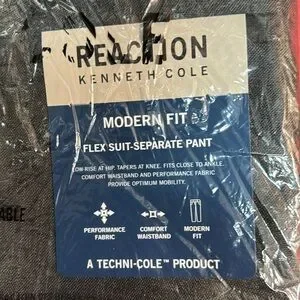 REACTION
KENNETH COLE
MODERN FIT
FLEX SUIT-SEPARATE PANT
LOW-RISE AT HIP. TAPERS AT KNEE. FITS CLOSE TO ANKLE.
COMFORT WAISTBAND AND PERFORMANCE FABRIC
PROVIDE OPTIMUM MOBILITY.
PERFORMANCE
FABRIC
COMFORT
WAISTBAND
MODERN
FIT
A TECHNI-COLE™ PRODUCT